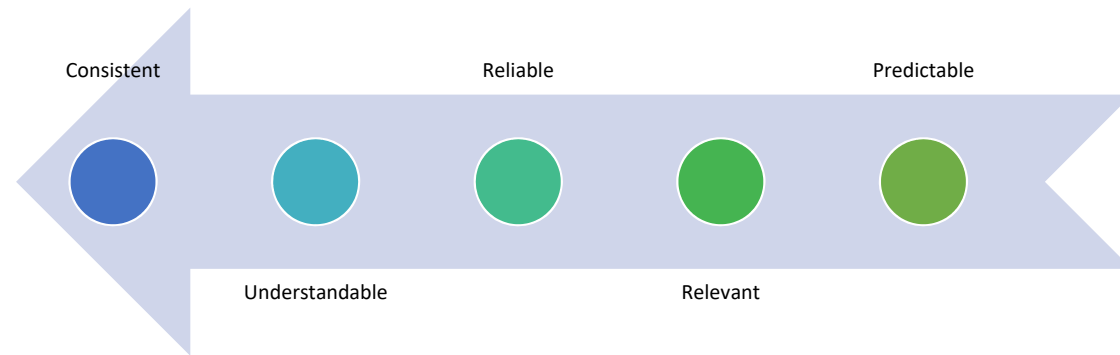 Consistent
Reliable
Predictable
Understandable
Relevant